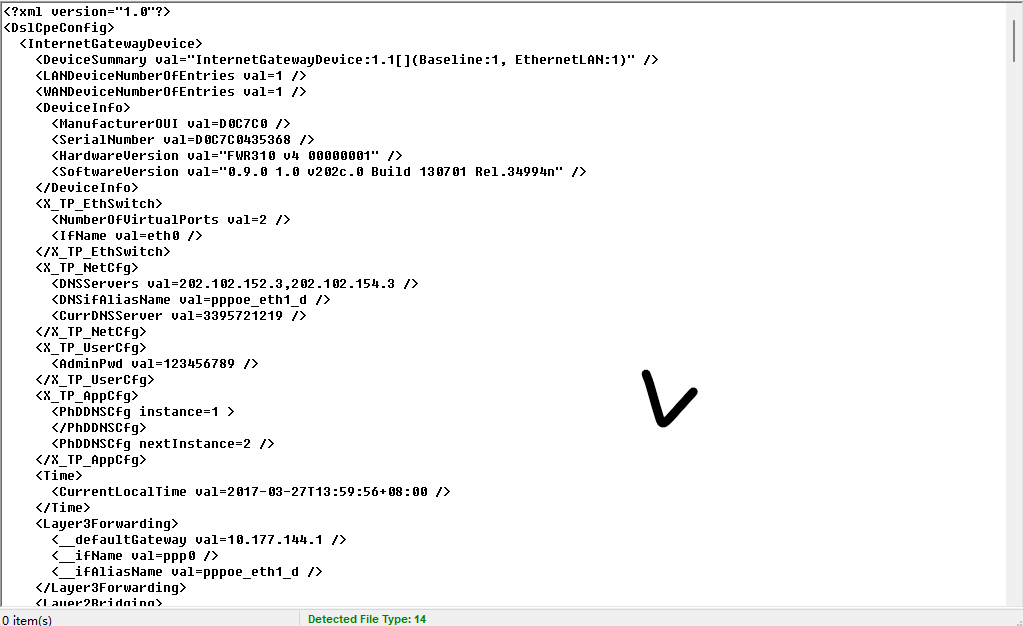 <?xml version="1.0"?>
<DslCpeConfig>
<InternetGatewayDevice>
<DeviceSummary val="InternetGatewayDevice:1.1[](Baseline:1, EthernetLAN:1)" />
<LANDeviceNumberOfEntries val=1 />
<WANDeviceNumberOfEntries val=1 />
<DeviceInfo>
<ManufacturerOUI val=D0C7C0 />
<SerialNumber val=D0C7C0435368 />
<HardwareVersion val="FWR310 v4 00000001" />
<SoftwareVersion val="0.9.0 1.0 v202c.0 Build 130701 Rel.34994n" />
</DeviceInfo>
<X_TP_EthSwitch>
<NumberOfVirtualPorts val=2 />
<IfName val=eth0 />
</X_TP_EthSwitch>
<X_TP_NetCfg>
<DNSServers val=202.102.152.3,202.102.154.3 />
<DNSifAliasName val=pppoe_eth1_d />
<CurrDNSServer val=3395721219 />
</X_TP_NetCfg>
<X_TP_UserCfg>
<AdminPwd val=123456789 />
</X_TP_UserCfg>
<X_TP_AppCfg>
<PhDDNSCfg instance=1 >
</PhDDNSCfg>
<PhDDNSCfg nextInstance=2 />
</X_TP_AppCfg>
<Time>
<CurrentLocalTime val=2017-03-27T13:59:56+08:00 />
</Time>
<Layer3Forwarding>
<__defaultGateway val=10.177.144.1 />
<__ifName val=ppp0 />
<__ifAliasName val=pppoe_eth1_d />
</Layer3Forwarding>
<Layer2Bridging>
0 item(s)
Detected File Type: 14